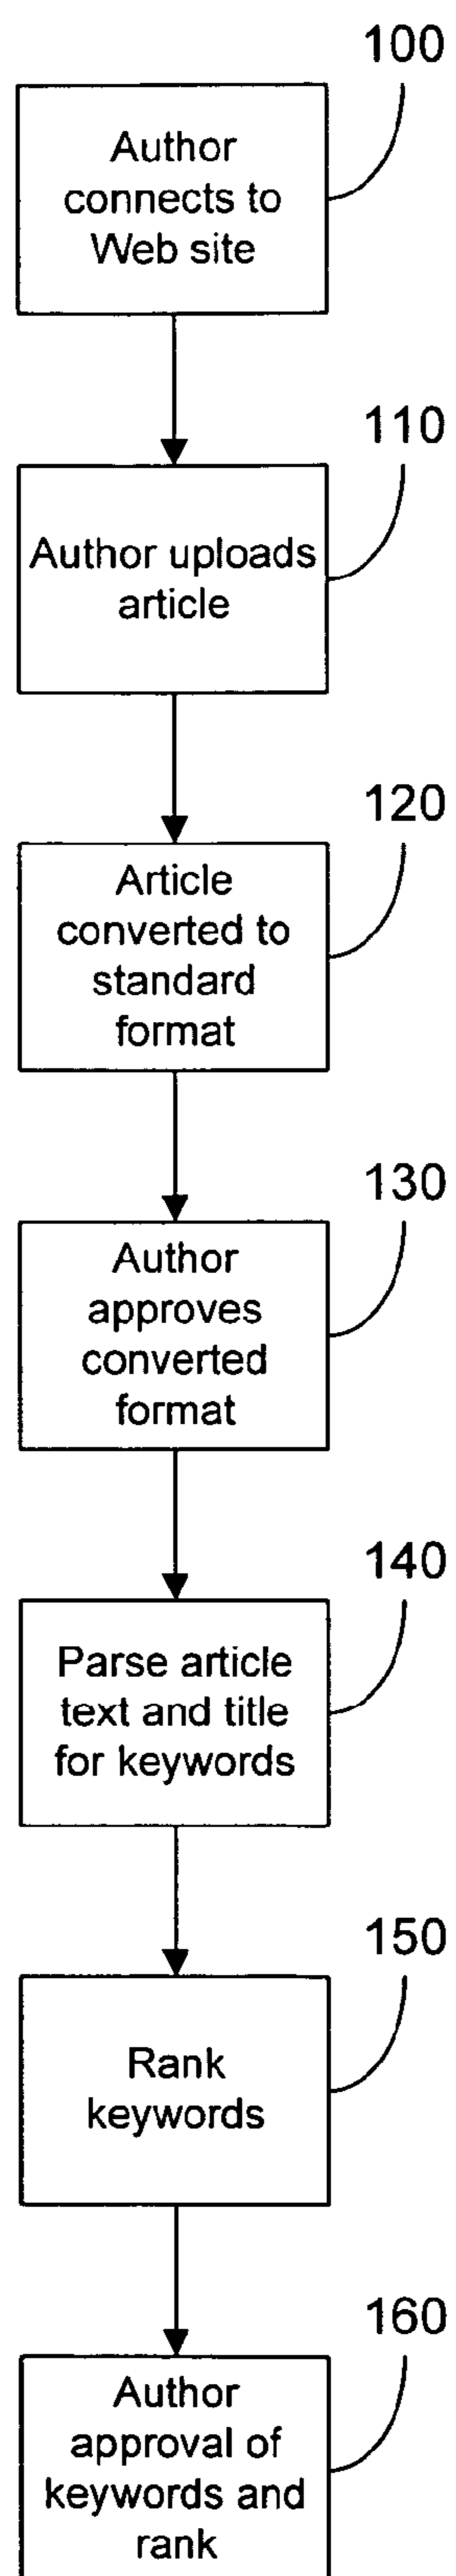 100
Author
connects to
Web site
110
Author uploads
article
120
Article
converted to
standard
format
130
Author
approves
converted
format
140
Parse article
text and title
for keywords
150
Rank
keywords
160
Author
approval of
keywords and
rank